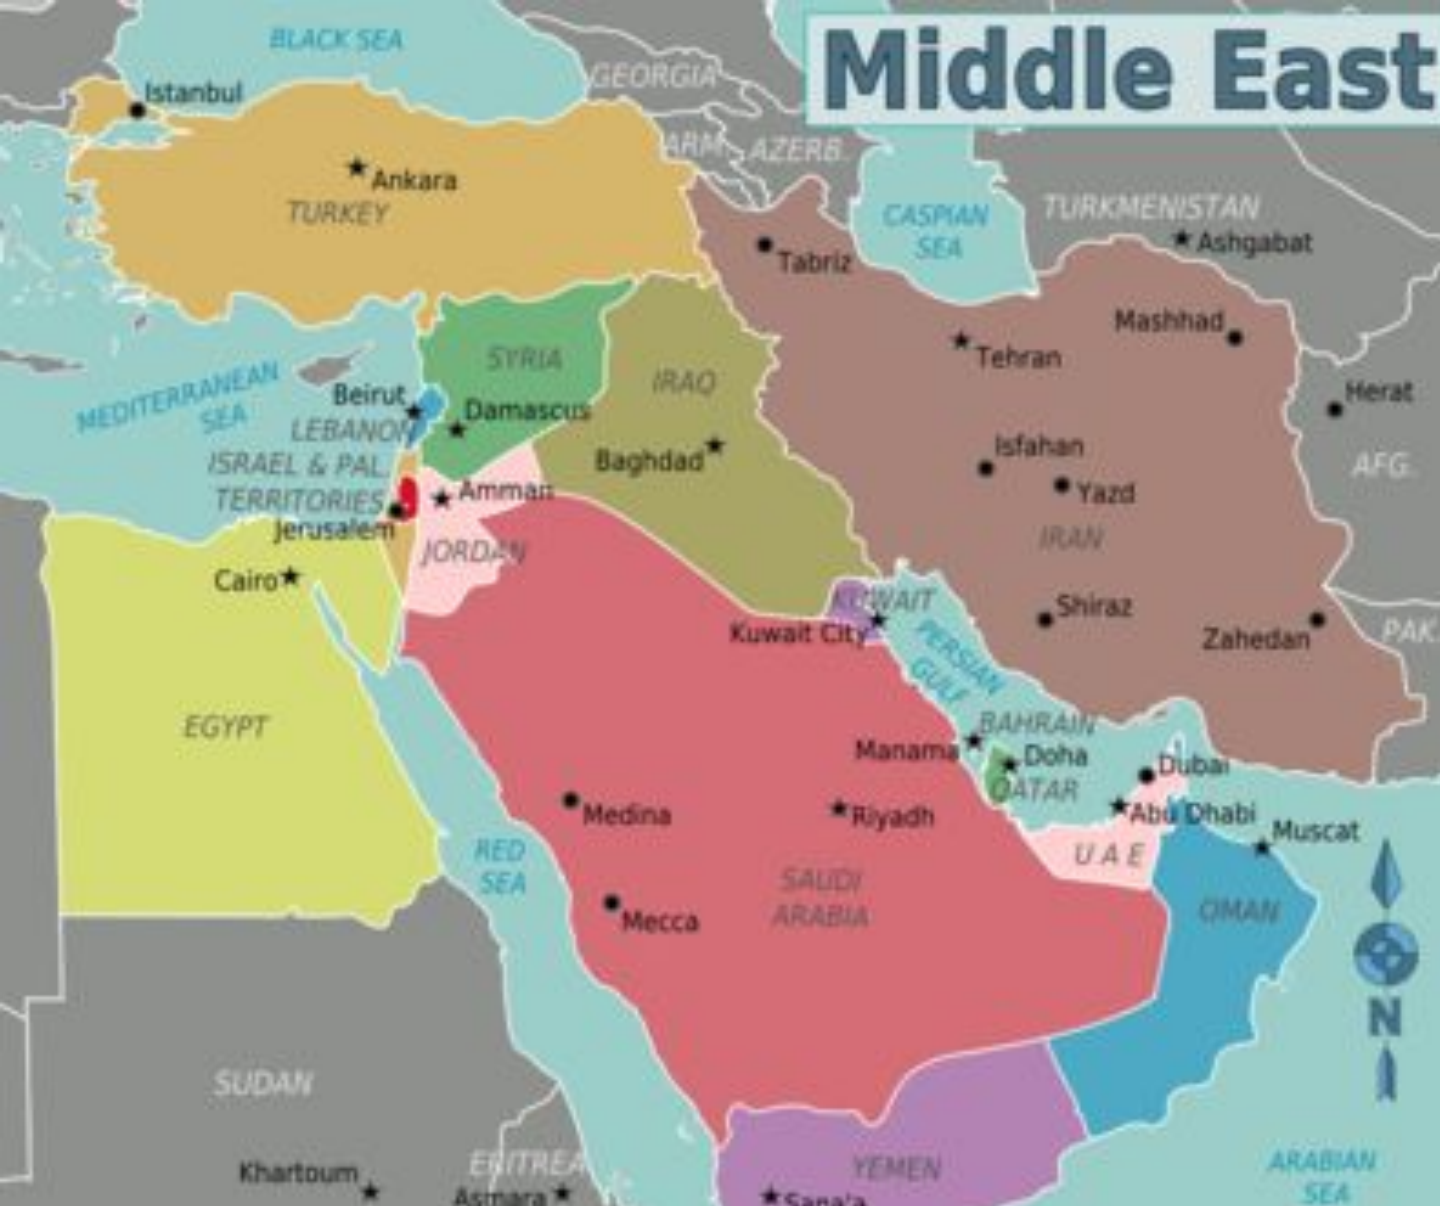 BLACK SEA
Middle East
GEORGIA
Istanbul
ARM.
AZERB.
Ankara
TURKEY
CASPIAN
SEA
TURKMENISTAN
Ashgabat
Tabriz
Mashhad
Tehran
SYRIA
IRAQ
MEDITERRANEAN
SEA
Beirut
Damascus
Herat
LEBANON
Isfahan
ISRAEL & PAL.
TERRITORIES
Baghdad
AFG.
Amman
Yazd
Jerusalem
JORDAN
IRAN
Cairo
KUWAIT
Kuwait City
Shiraz
Zahedan
PAK.
PERSIAN
GULF
EGYPT
BAHRAIN
Manama
Doha
Dubai
QATAR
Medina
Riyadh
Abu Dhabi
Muscat
RED
SEA
U A E
SAUDI
ARABIA
Mecca
OMAN
N
SUDAN
Khartoum
ERITREA
Asmara
YEMEN
Sana'a
ARABIAN
SEA